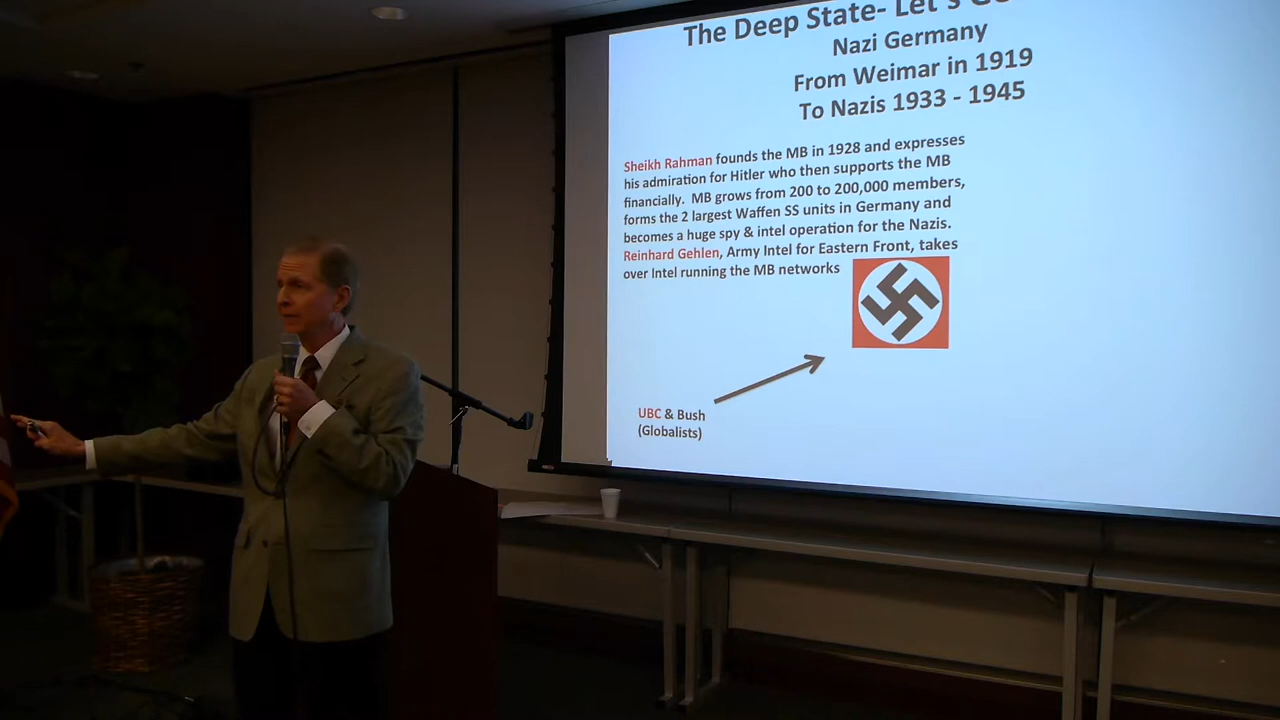 The Deep State- Let's
Nazi Germany
From Weimar in 1919
To Nazis 1933 - 1945
Sheikh Rahman founds the MB in 1928 and expresses
his admiration for Hitler who then supports the MB
financially. MB grows from 200 to 200,000 members,
forms the 2 largest Waffen SS units in Germany and
becomes a huge spy & intel operation for the Nazis.
Reinhard Gehlen, Army Intel for Eastern Front, takes
over Intel running the MB networks
UBC & Bush
(Globalists)